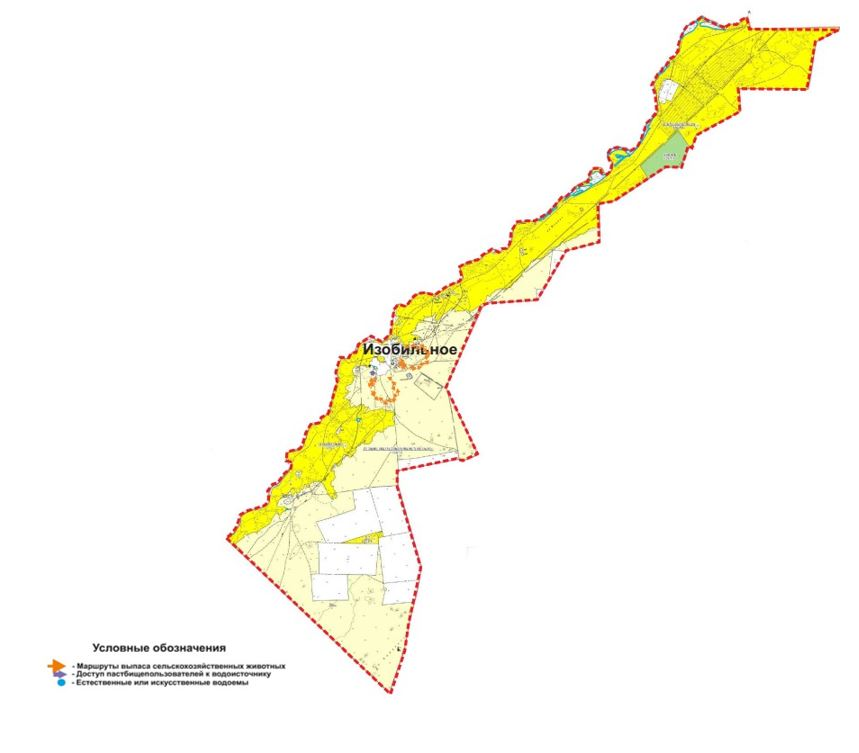 Изобильное
Условные обозначения
- Маршруты выпаса сельскохозяйственных животных
- Доступ пастбищепользователей к водоисточнику
- Естественные или искусственные водоемы